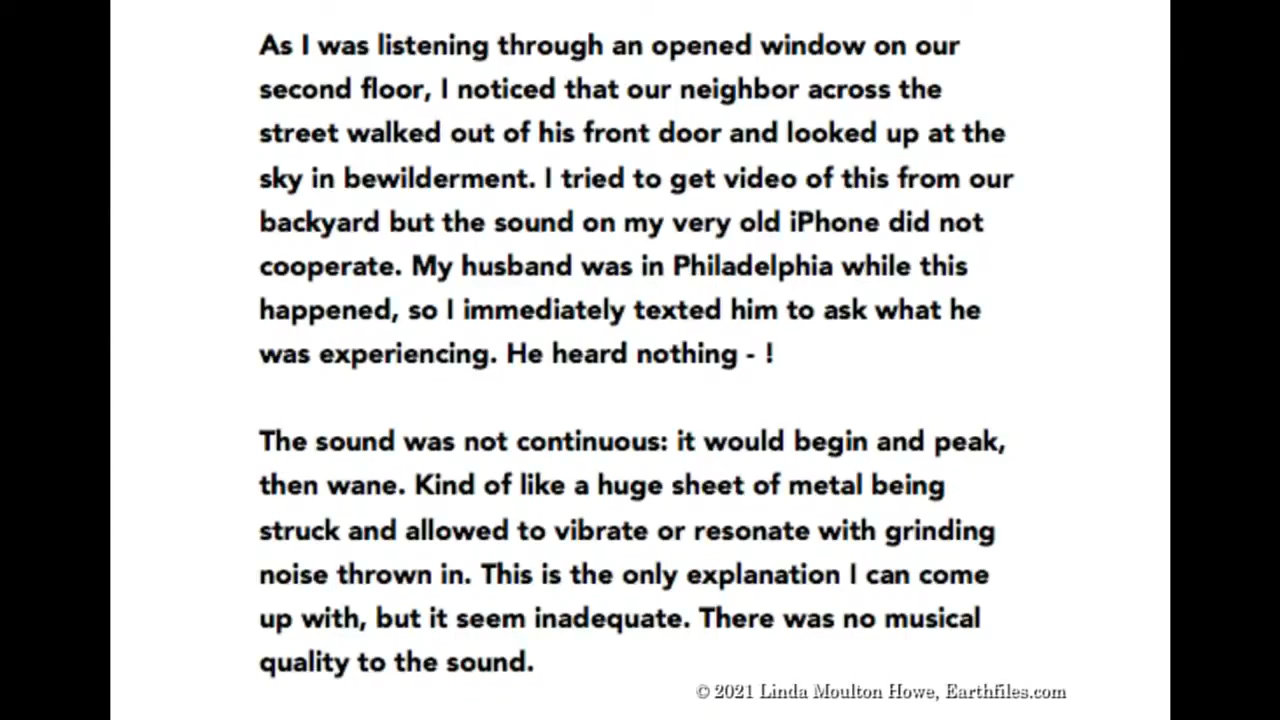 As I was listening through an opened window on our
second floor, I noticed that our neighbor across the
street walked out of his front door and looked up at the
sky in bewilderment. I tried to get video of this from our
backyard but the sound on my very old iPhone did not
cooperate. My husband was in Philadelphia while this
happened, so I immediately texted him to ask what he
was experiencing. He heard nothing - !
The sound was not continuous: it would begin and peak,
then wane. Kind of like a huge sheet of metal being
struck and allowed to vibrate or resonate with grinding
noise thrown in. This is the only explanation I can come
up with, but it seem inadequate. There was no musical
quality to the sound.
© 2021 Linda Moulton Howe, Earthfiles.com